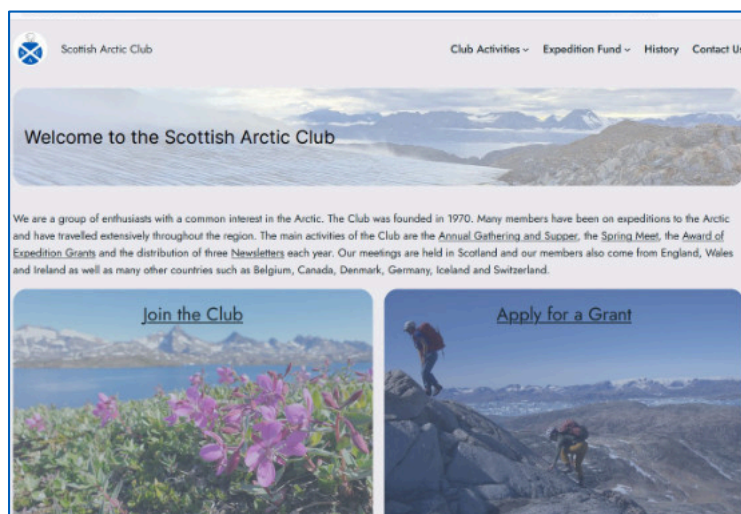 Scottish Arctic Club
Club Activities
Expedition Fund
History
Contact Us
Welcome to the Scottish Arctic Club
We are a group of enthusiasts with a common interest in the Arctic. The Club was founded in 1970. Many members have been on expeditions to the Arctic
and have travelled extensively throughout the region. The main activities of the Club are the Annual Gathering and Supper, the Spring Meet, the Award of
Expedition Grants and the distribution of three Newsletters each year. Our meetings are held in Scotland and our members also come from England, Wales
and Ireland as well as many other countries such as Belgium, Canada, Denmark, Germany, Iceland and Switzerland.
Join the Club
Apply for a Grant